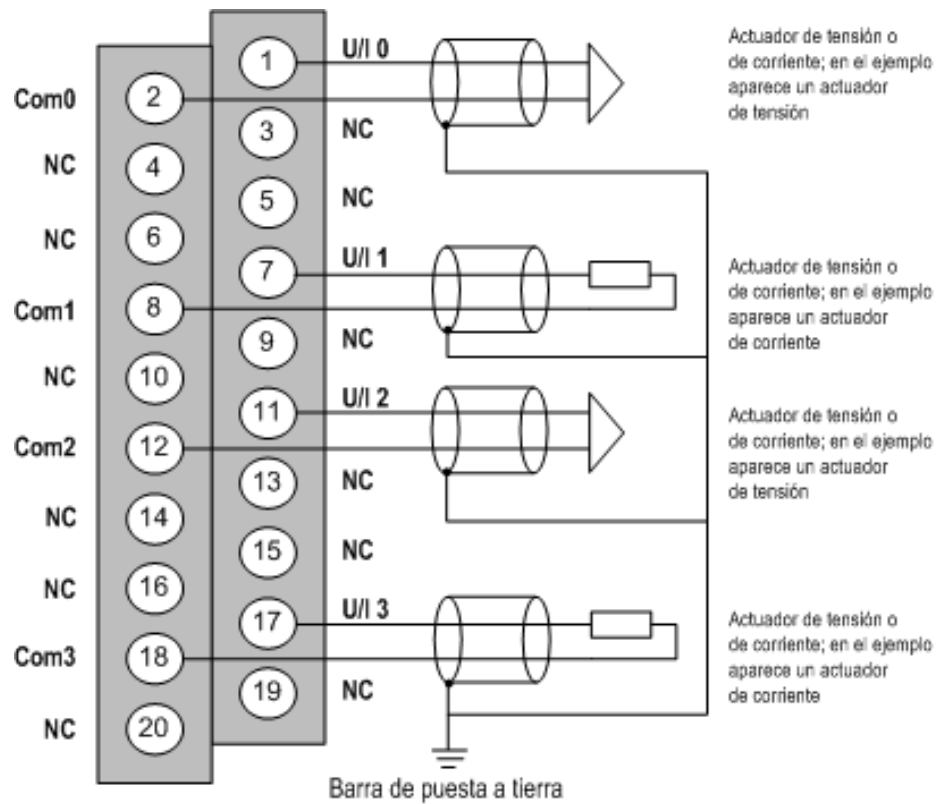 1
U/I 0
Com0
2
3
NC
NC
4
5
NC
NC
6
7
U/I 1
Com1
8
9
NC
NC
10
11
U/I 2
Com2
12
13
NC
NC
14
15
NC
NC
16
17
U/I 3
Com3
18
19
NC
NC
20
Actuador de tensión o
de corriente; en el ejemplo
aparece un actuador
de tensión
Actuador de tensión o
de corriente; en el ejemplo
aparece un actuador
de corriente
Actuador de tensión o
de corriente; en el ejemplo
aparece un actuador
de tensión
Actuador de tensión o
de corriente; en el ejemplo
aparece un actuador
de corriente
Barra de puesta a tierra